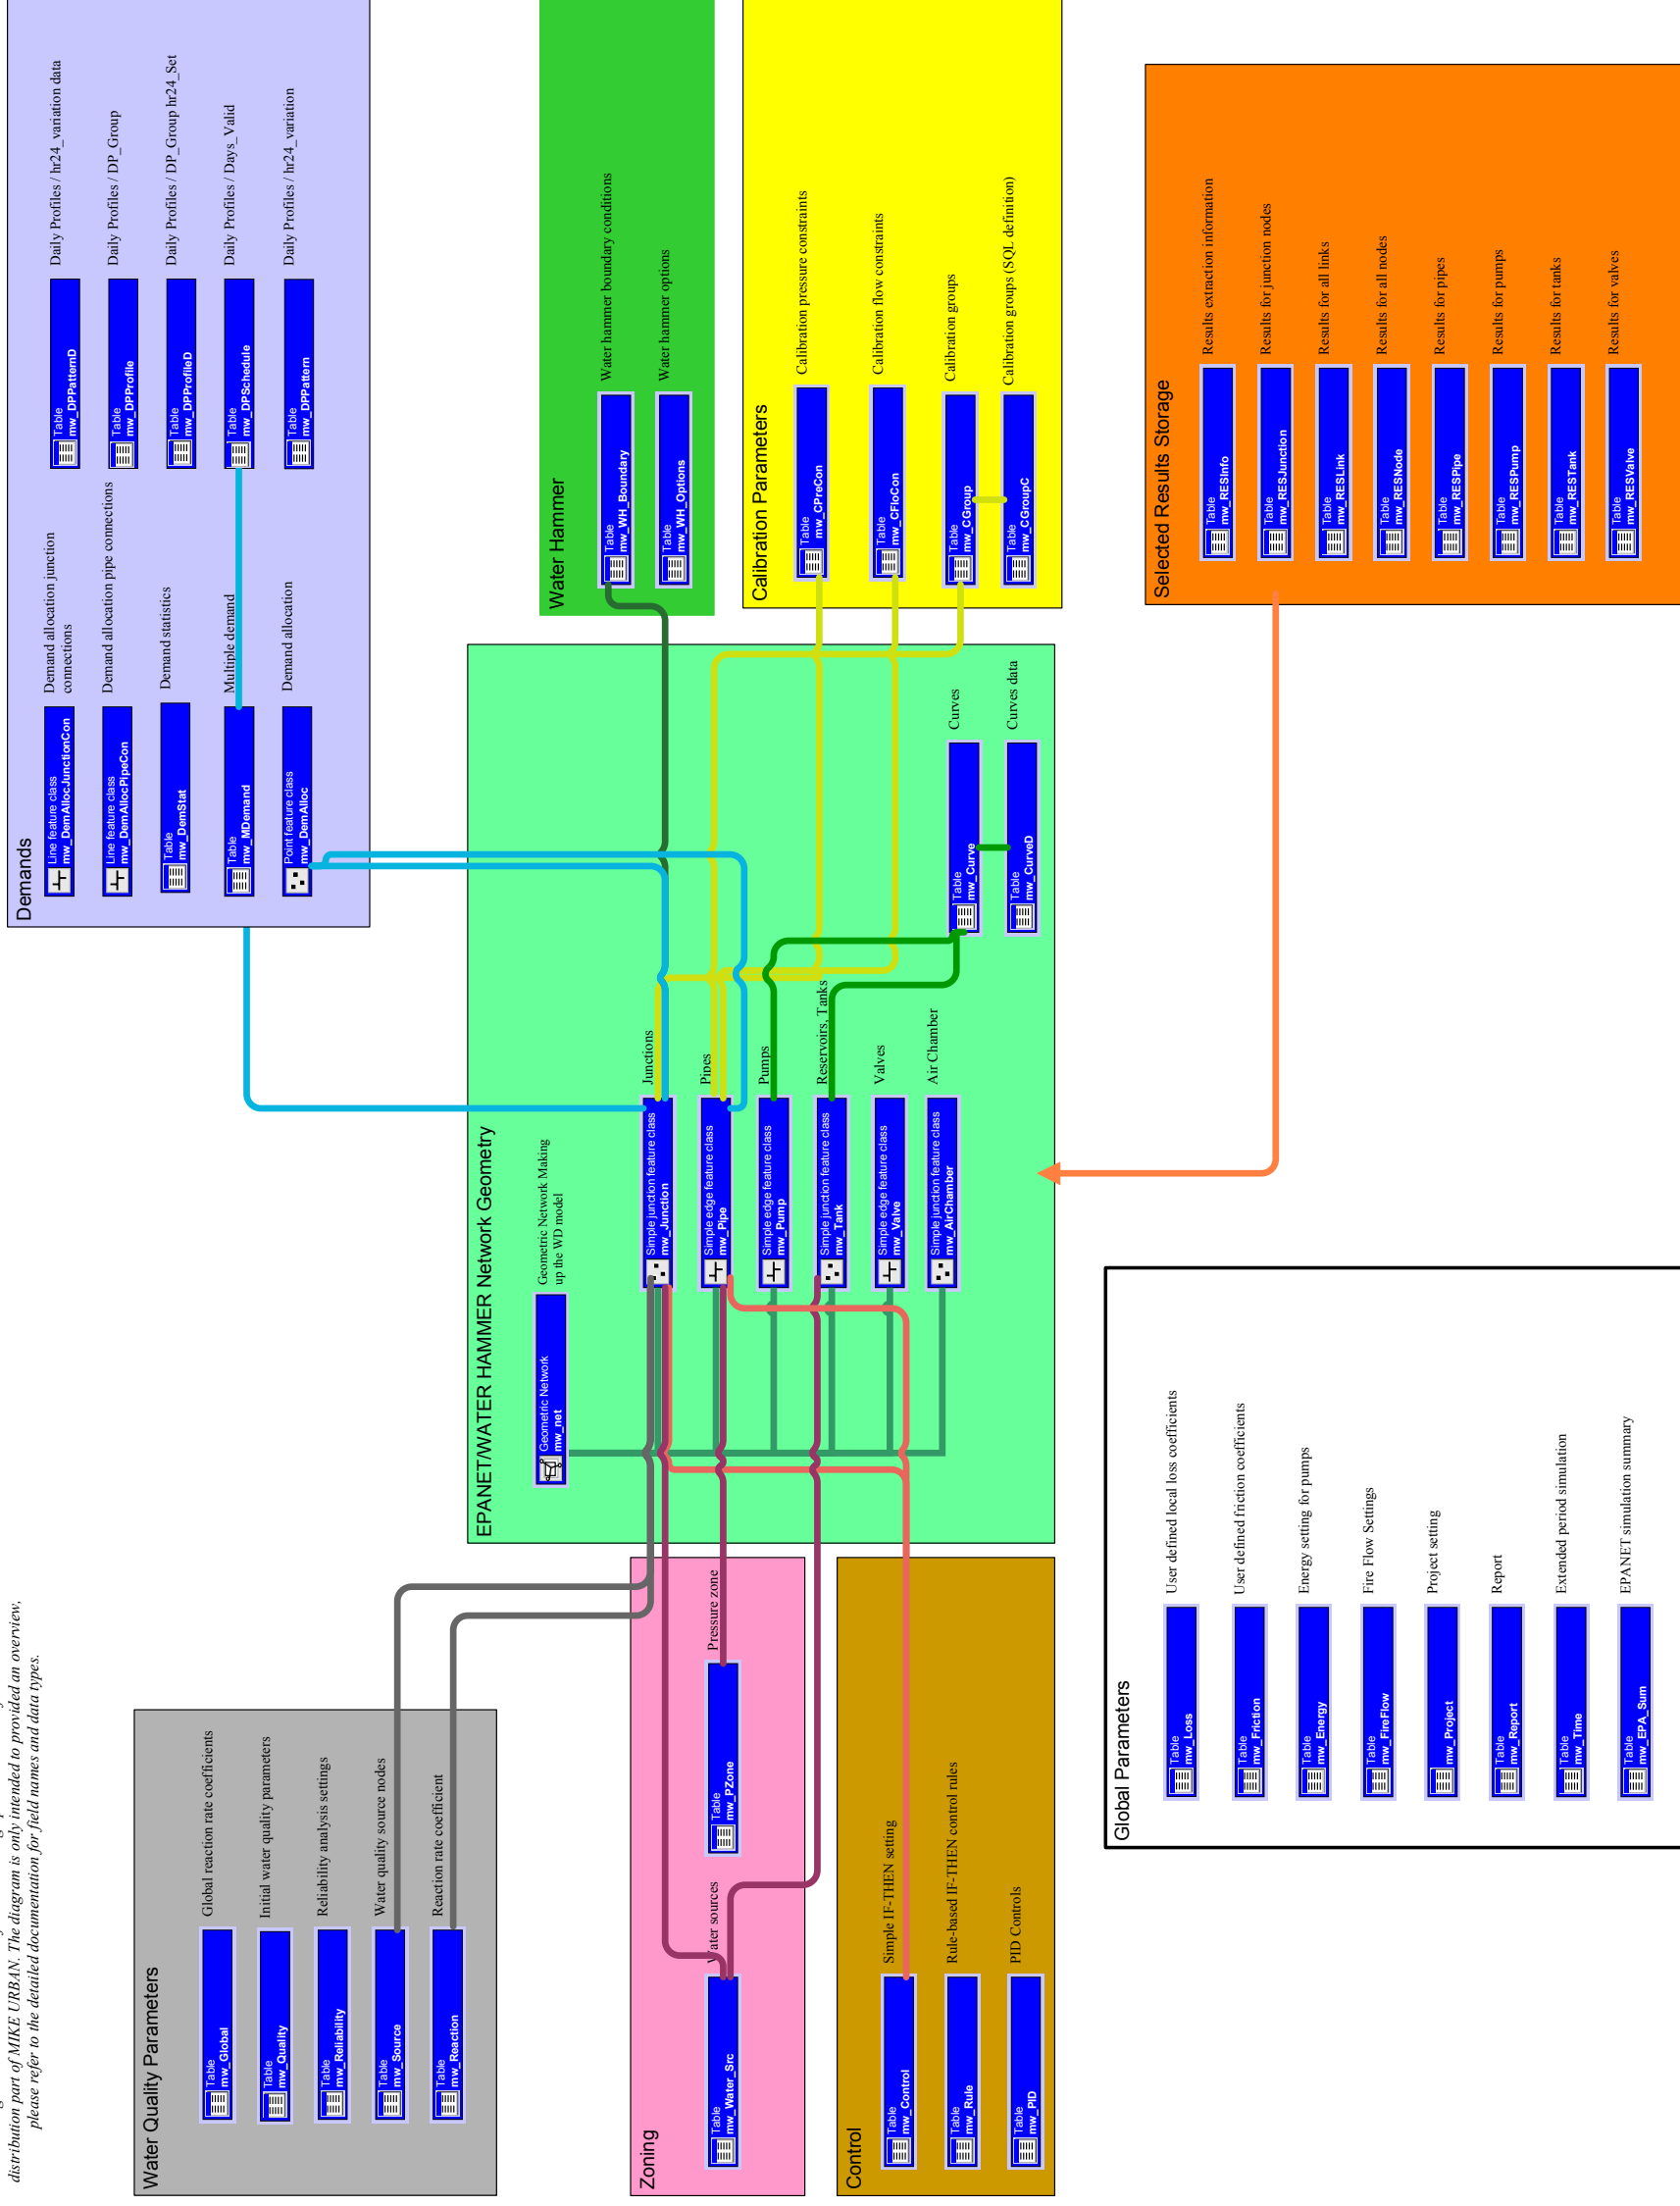 distribution part of MIKE URBAN. The diagram is only intended to provided an overview,
please refer to the detailed documentation for field names and data types.
Water Quality Parameters
Table
mw_Global
Global reaction rate coefficients
Table
mw_Quality
Initial water quality parameters
Table
mw_Reliability
Reliability analysis settings
Table
mw_Source
Water quality source nodes
Table
mw_Reaction
Reaction rate coefficient
Zoning
Table
mw_Water_Src
Water sources
Table
mw_PZone
Pressure zone
Control
Table
mw_Control
Simple IF-THEN setting
Table
mw_Rule
Rule-based IF-THEN control rules
Table
mw_PID
PID Controls
EPANET/WATER HAMMER Network Geometry
Geometric Network
mw_net
Geometric Network Making
up the WD model
Simple junction feature class
mw_Junction
Junctions
Simple edge feature class
mw_Pipe
Pipes
Simple edge feature class
mw_Pump
Pumps
Simple junction feature class
mw_Tank
Reservoirs, Tanks
Simple edge feature class
mw_Valve
Valves
Simple junction feature class
mw_AirChamber
Air Chamber
Table
mw_Curve
Curves
Table
mw_CurveD
Curves data
Demands
Line feature class
mw_DemAllocJunctionCon
Demand allocation junction
connections
Line feature class
mw_DemAllocPipeCon
Demand allocation pipe connections
Table
mw_DemStat
Demand statistics
Table
mw_MDemand
Multiple demand
Point feature class
mw_DemAlloc
Demand allocation
Table
mw_DPPatternD
Daily Profiles / hr24_variation data
Table
mw_DPProfile
Daily Profiles / DP_Group
Table
mw_DPProfileD
Daily Profiles / DP_Group hr24_Set
Table
mw_DPSchedule
Daily Profiles / Days_Valid
Table
mw_DPPattern
Daily Profiles / hr24_variation
Water Hammer
Table
mw_WH_Boundary
Water hammer boundary conditions
Table
mw_WH_Options
Water hammer options
Calibration Parameters
Table
mw_CPreCon
Calibration pressure constraints
Table
mw_CFloCon
Calibration flow constraints
Table
mw_CGroup
Calibration groups
Table
mw_CGroupC
Calibration groups (SQL definition)
Global Parameters
Table
mw_Loss
User defined local loss coefficients
Table
mw_Friction
User defined friction coefficients
Table
mw_Energy
Energy setting for pumps
Table
mw_FireFlow
Fire Flow Settings
Table
mw_Project
Project setting
Table
mw_Report
Report
Table
mw_Time
Extended period simulation
Table
mw_EPA_Sum
EPANET simulation summary
Selected Results Storage
Table
mw_RESInfo
Results extraction information
Table
mw_RESJunction
Results for junction nodes
Table
mw_RESLink
Results for all links
Table
mw_RESNode
Results for all nodes
Table
mw_RESPipe
Results for pipes
Table
mw_RESPump
Results for pumps
Table
mw_RESTank
Results for tanks
Table
mw_RESValve
Results for valves